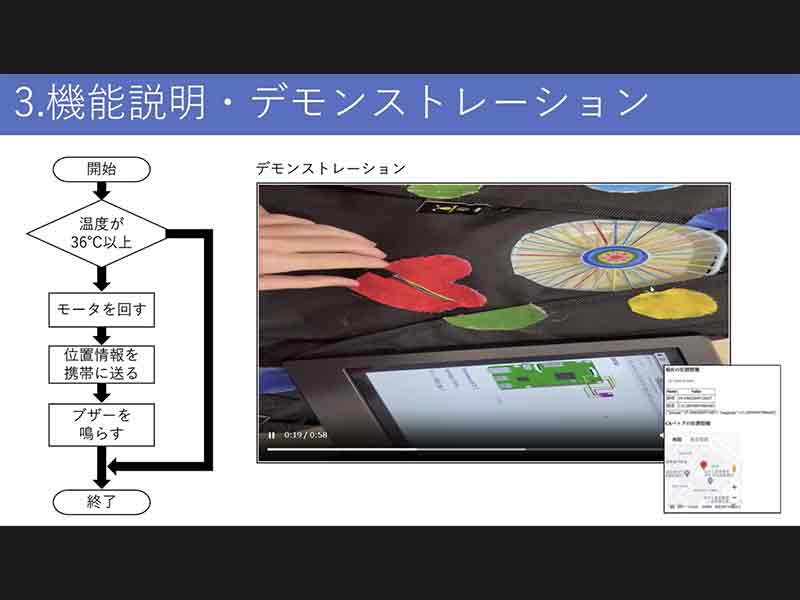 3.機能説明・デモンストレーション
開始
温度が
36℃以上
モータを回す
位置情報を
携帯に送る
ブザーを
鳴らす
終了
デモンストレーション
0:19 / 0:58